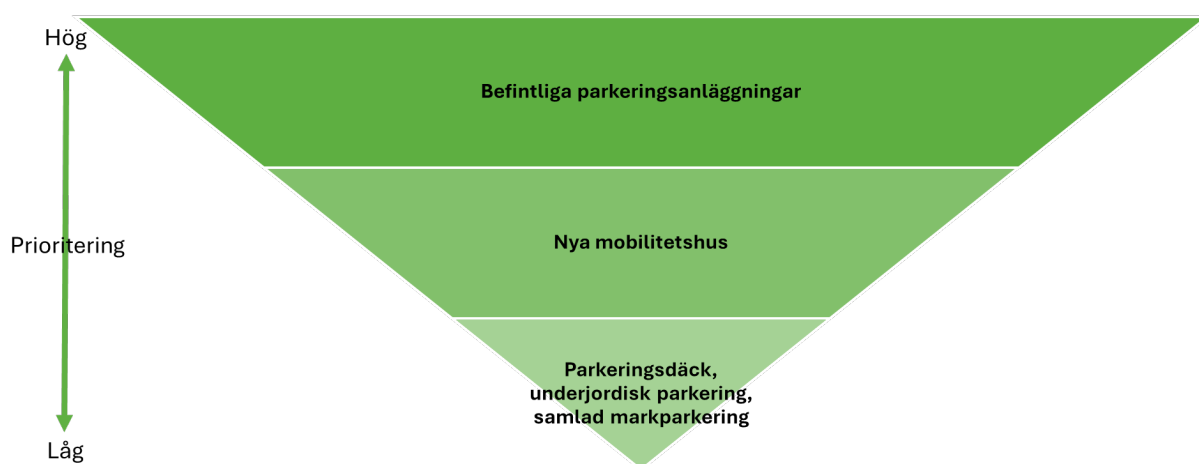 Hög
Befintliga parkeringsanläggningar
Prioritering
Nya mobilitetshus
Parkeringsdäck,
underjordisk parkering,
samlad markparkering
Låg